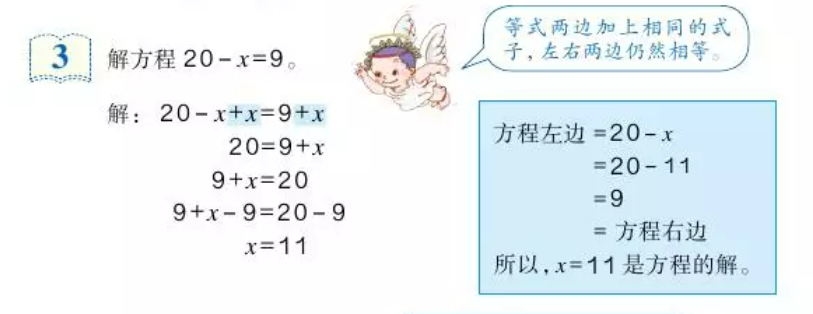 等式两边加上相同的式
子，左右两边仍然相等。
3 解方程 20-x=9。
解：20-x+x=9+x
20=9+x
9+x=20
9+x-9=20-9
x=11
方程左边 =20-x
=20-11
=9
= 方程右边
所以，x=11 是方程的解。